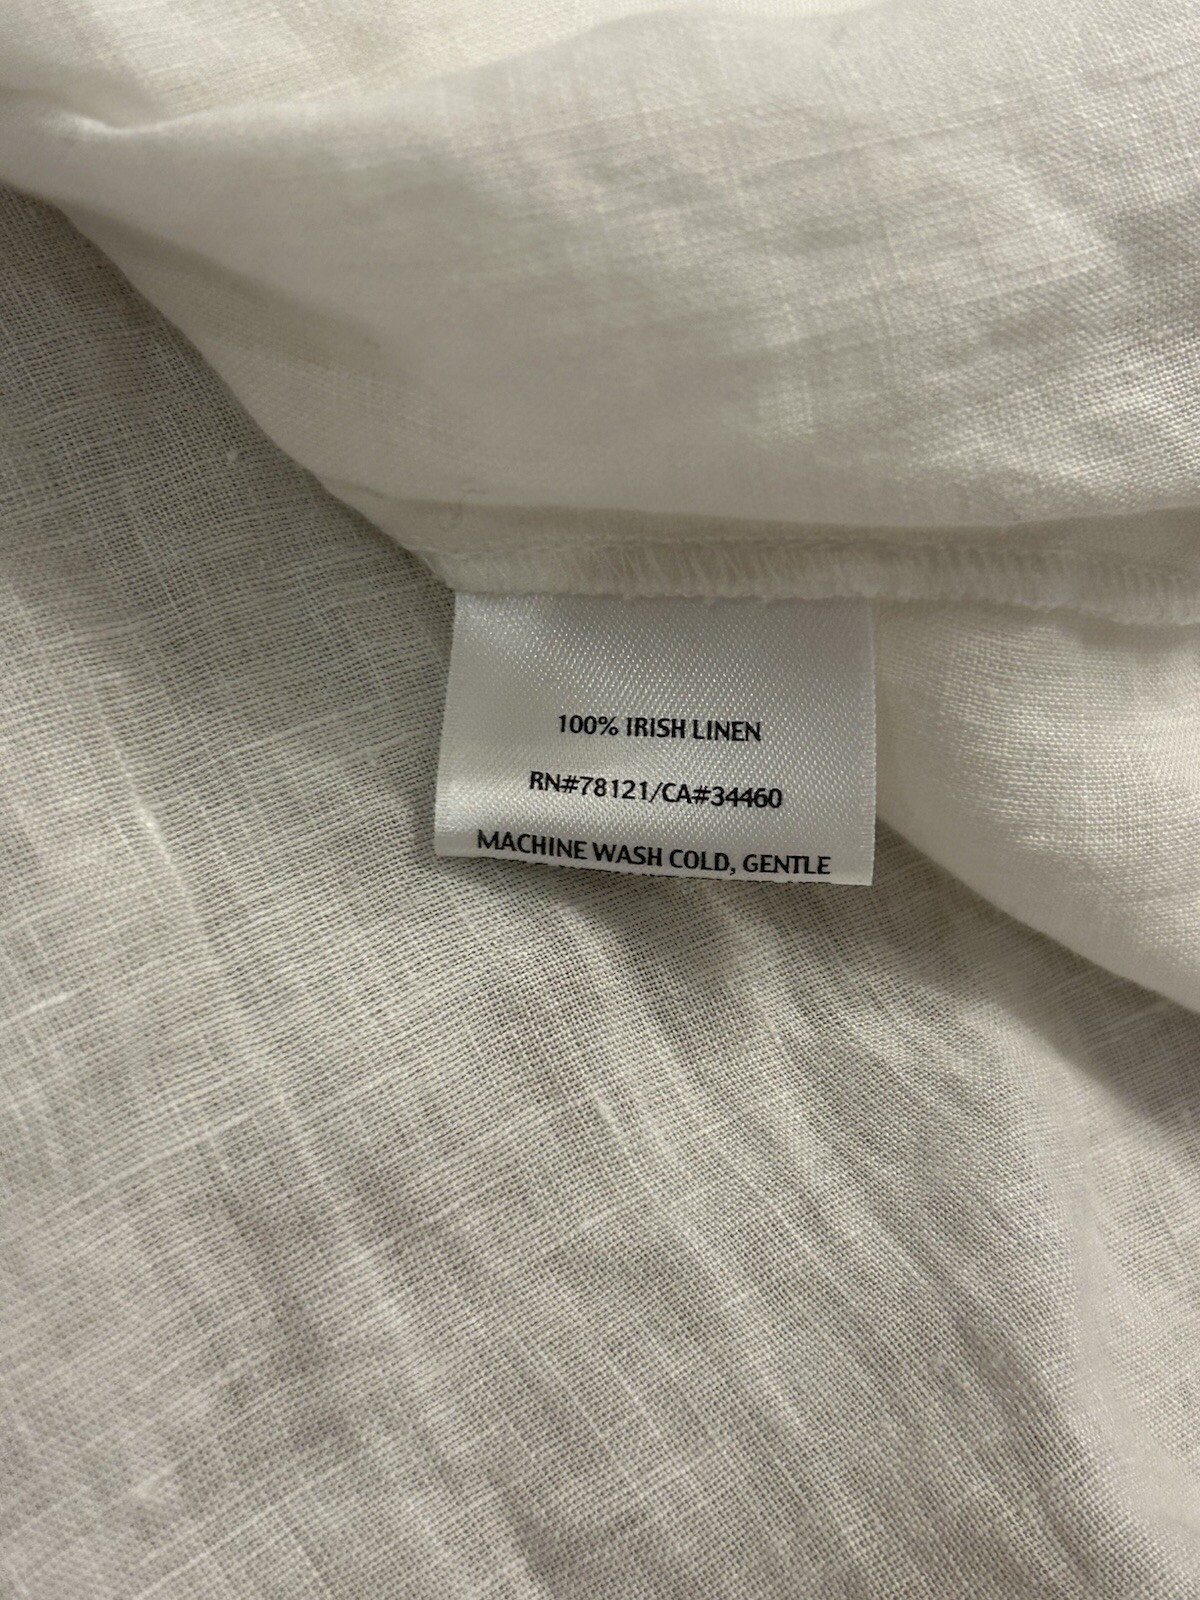 100% IRISH LINEN
RN#78121/CA#34460
MACHINE WASH COLD, GENTLE